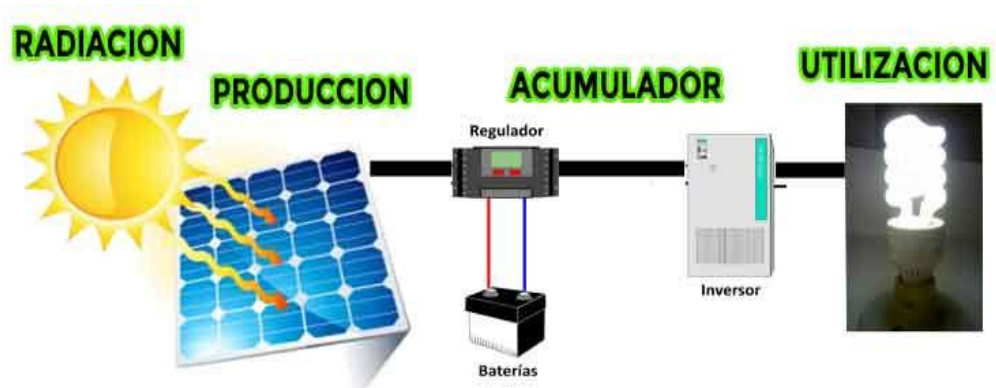 RADIACION
PRODUCCION
ACUMULADOR
UTILIZACION
Regulador
Baterías
Inversor